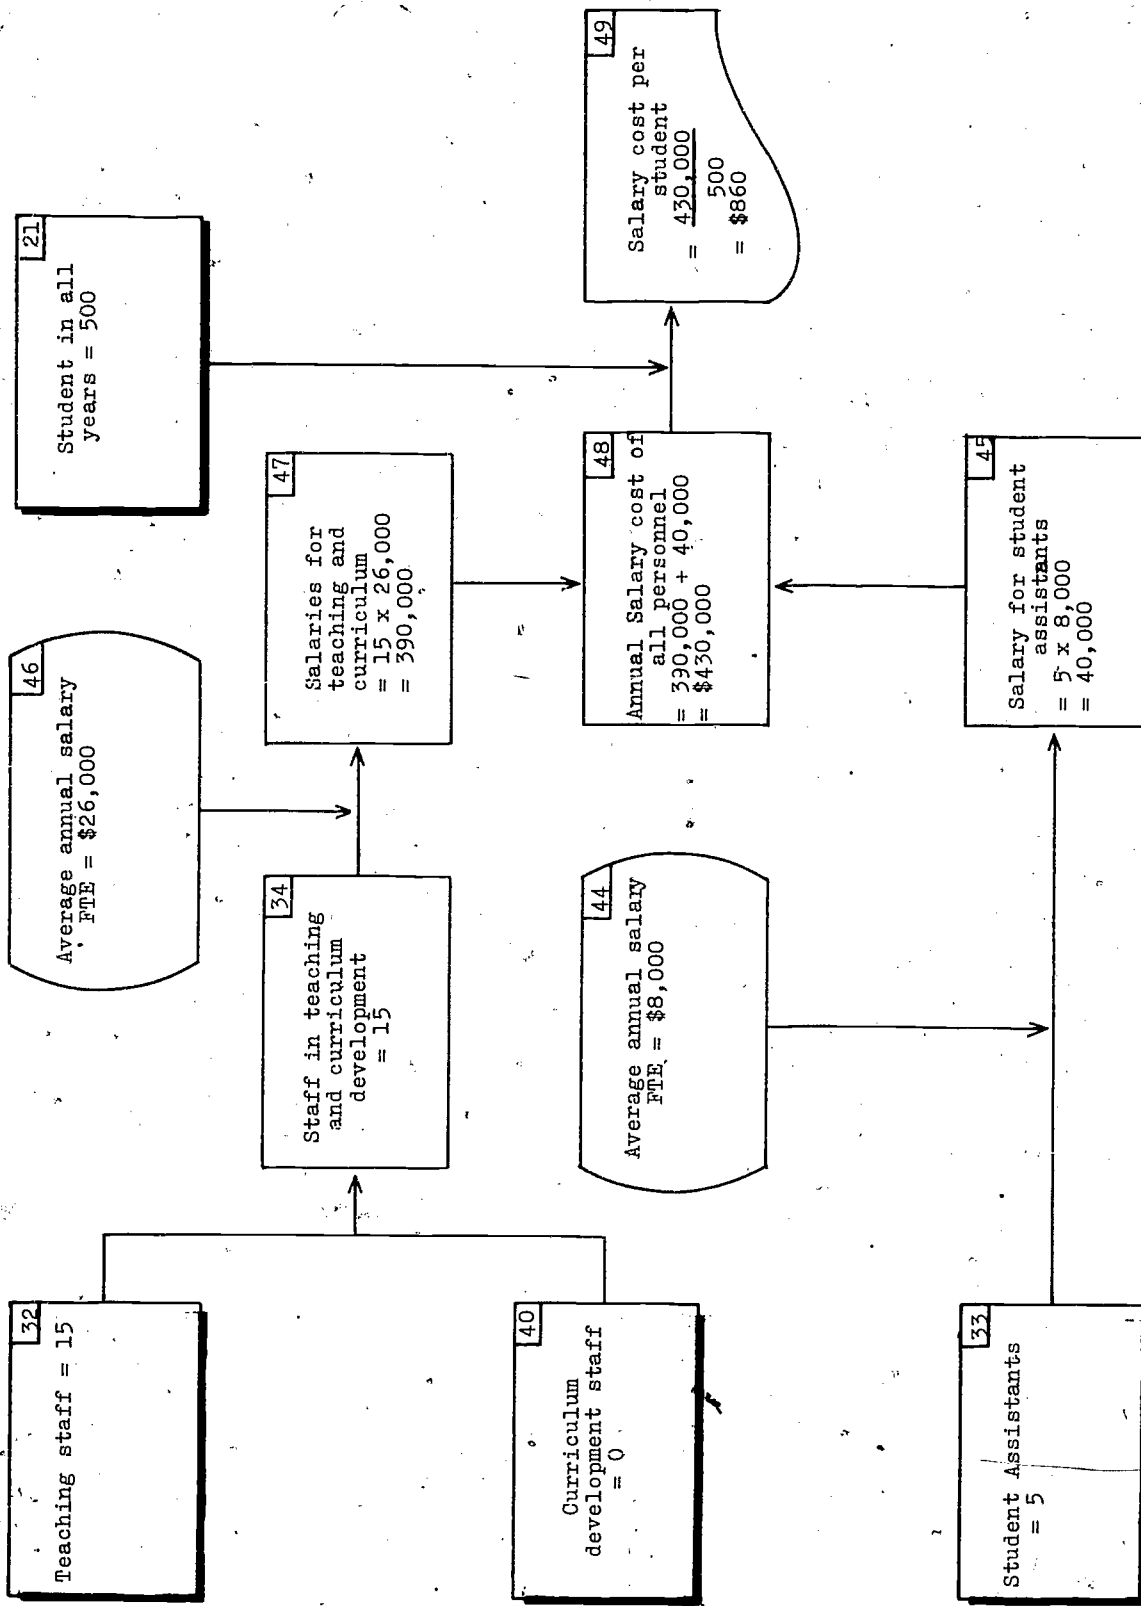 32
Teaching staff = 15
40
Curriculum
development staff
= 0
33
Student Assistants
= 5
46
Average annual salary
FTE = $26,000
34
Staff in teaching
and curriculum
development
= 15
44
Average annual salary
FTE = $8,000
21
Student in all
years = 500
47
Salaries for
teaching and
curriculum
= 15 x 26,000
= 390,000
48
Annual Salary cost of
all personnel
= 390,000 + 40,000
= $430,000
45
Salary for student
assistants
= 5 x 8,000
= 40,000
49
Salary cost per
student
= 430,000
500
= $860